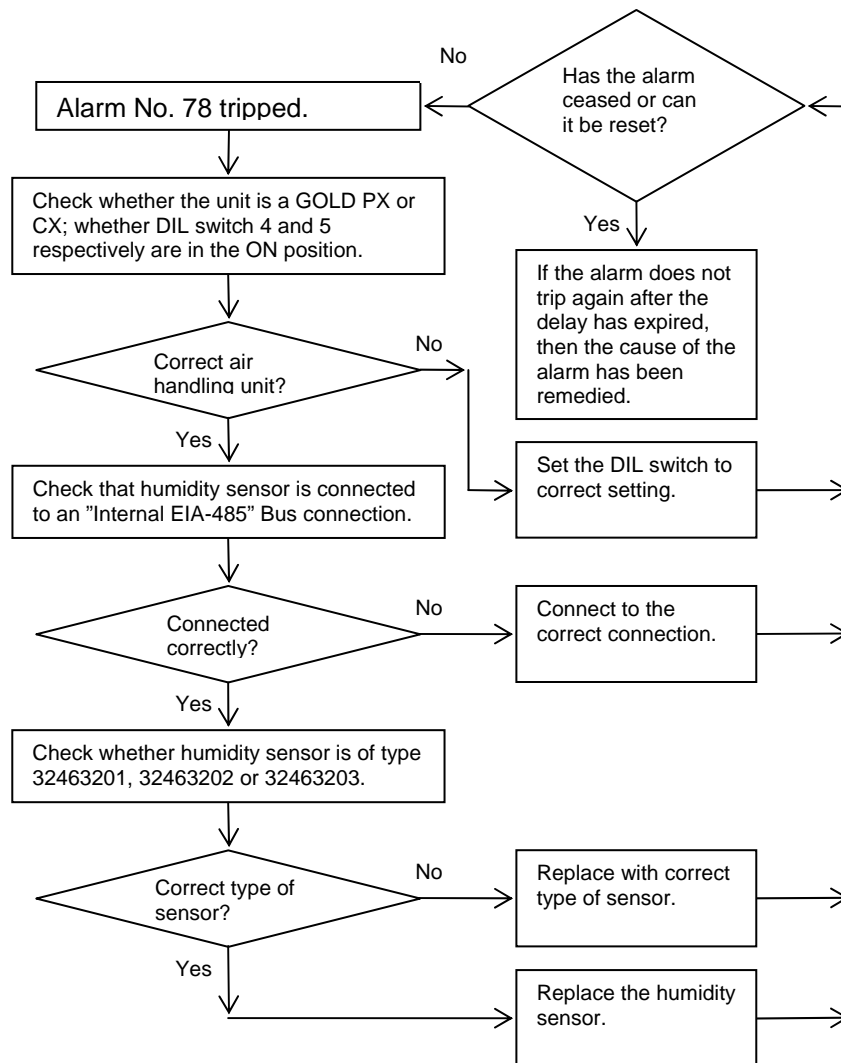 No
Has the alarm
ceased or can
it be reset?
Alarm No. 78 tripped.
Check whether the unit is a GOLD PX or
CX; whether DIL switch 4 and 5
respectively are in the ON position.
Yes
If the alarm does not
trip again after the
delay has expired,
then the cause of the
alarm has been
remedied.
Correct air
handling unit?
No
Yes
Set the DIL switch to
correct setting.
Check that humidity sensor is connected
to an ”Internal EIA-485” Bus connection.
Connected
correctly?
No
Connect to the
correct connection.
Yes
Check whether humidity sensor is of type
32463201, 32463202 or 32463203.
Correct type of
sensor?
No
Replace with correct
type of sensor.
Yes
Replace the humidity
sensor.